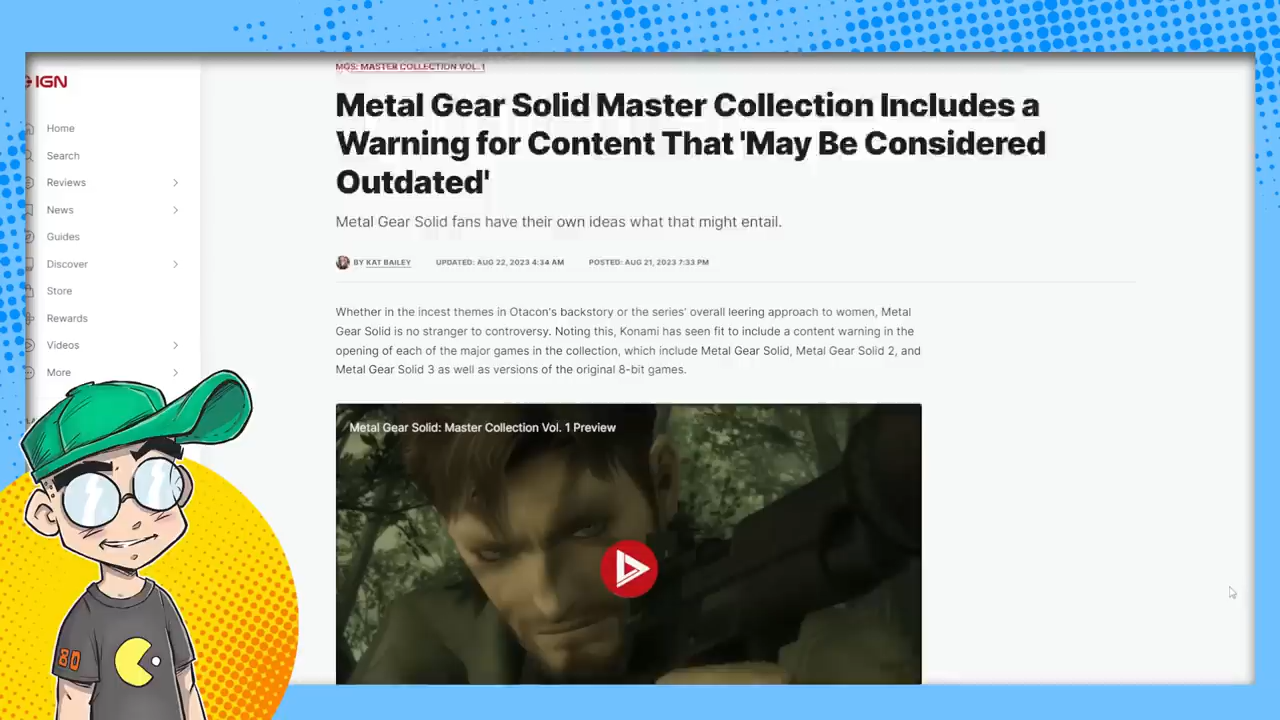 IGN
Home
Search
Reviews
News
Guides
Discover
Store
Rewards
Videos
More
MGS: MASTER COLLECTION VOL. 1
Metal Gear Solid Master Collection Includes a
Warning for Content That 'May Be Considered
Outdated'
Metal Gear Solid fans have their own ideas what that might entail.
BY KAT BAILEY UPDATED: AUG 22, 2023 4:34 AM POSTED: AUG 21, 2023 7:33 PM
Whether in the incest themes in Otacon's backstory or the series' overall leering approach to women, Metal
Gear Solid is no stranger to controversy. Noting this, Konami has seen fit to include a content warning in the
opening of each of the major games in the collection, which include Metal Gear Solid, Metal Gear Solid 2, and
Metal Gear Solid 3 as well as versions of the original 8-bit games.
Metal Gear Solid: Master Collection Vol. 1 Preview
80